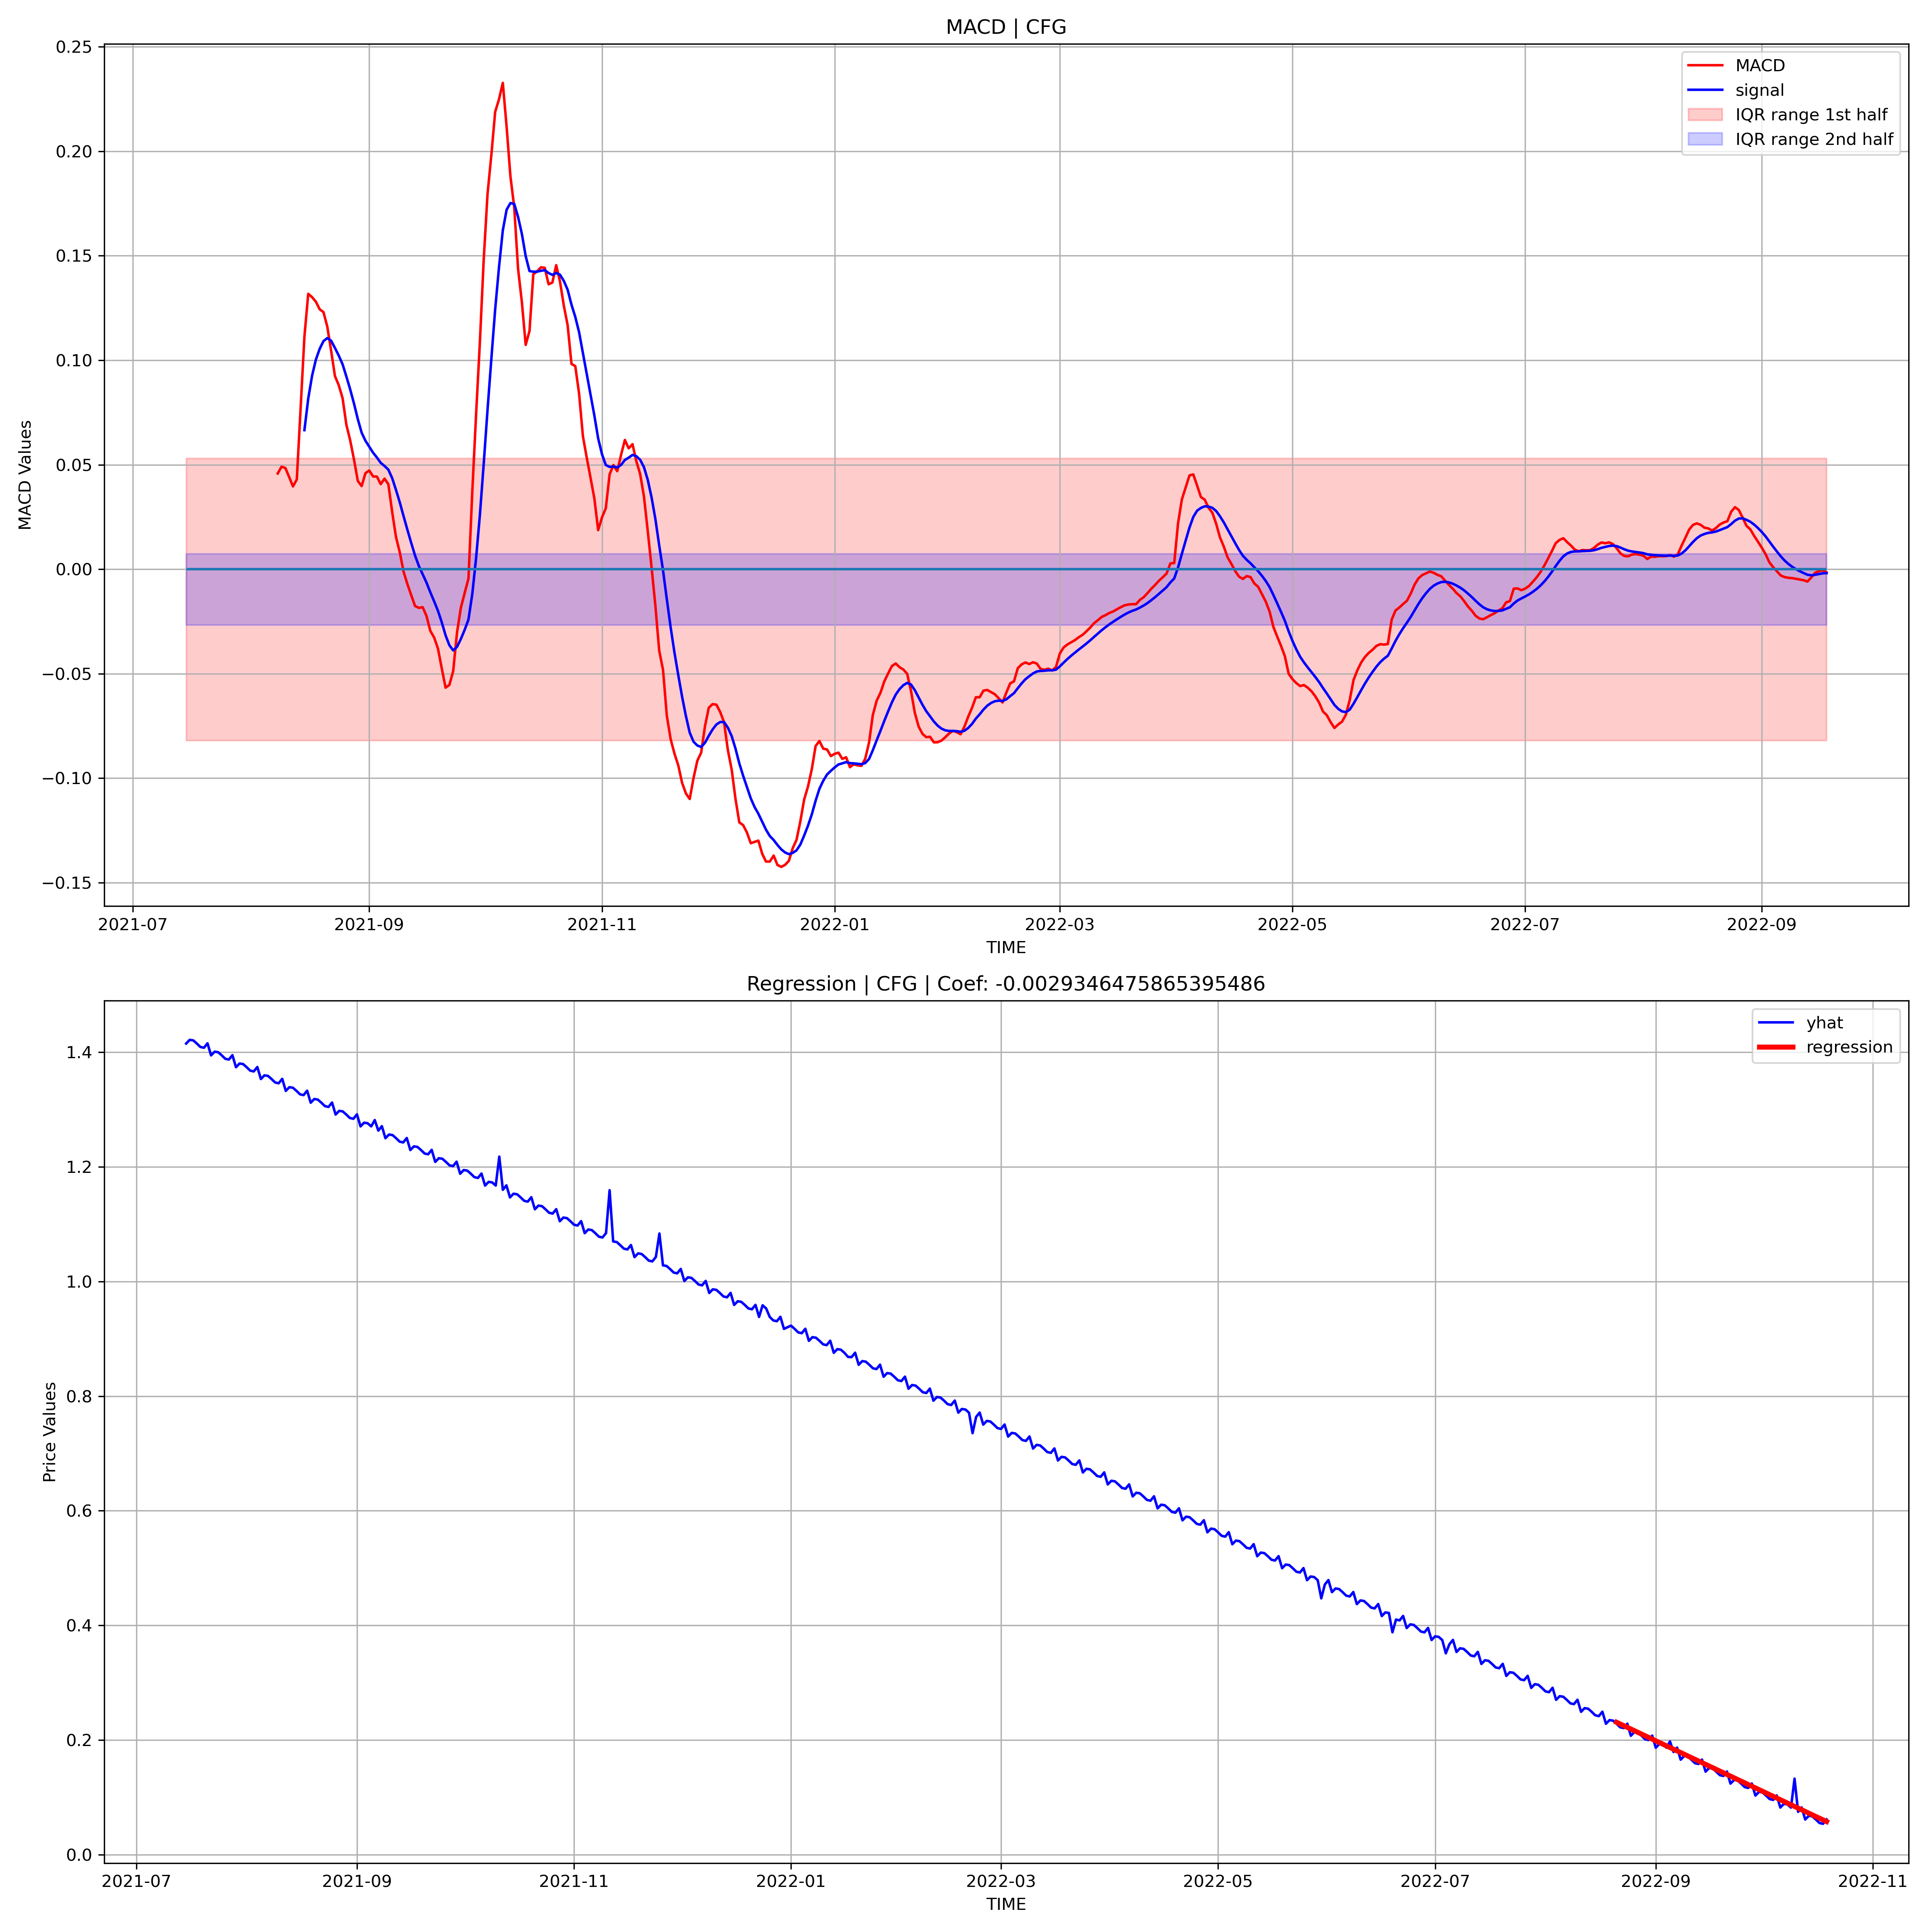 MACD | CFG
0.25
0.20
0.15
0.10
0.05
0.00
−0.05
−0.10
−0.15
MACD Values
MACD
signal
IQR range 1st half
IQR range 2nd half
2021-07 2021-09 2021-11 2022-01 2022-03 2022-05 2022-07 2022-09
TIME
Regression | CFG | Coef: -0.0029346475865395486
1.4
1.2
1.0
0.8
0.6
0.4
0.2
0.0
Price Values
yhat
regression
2021-07 2021-09 2021-11 2022-01 2022-03 2022-05 2022-07 2022-09 2022-11
TIME